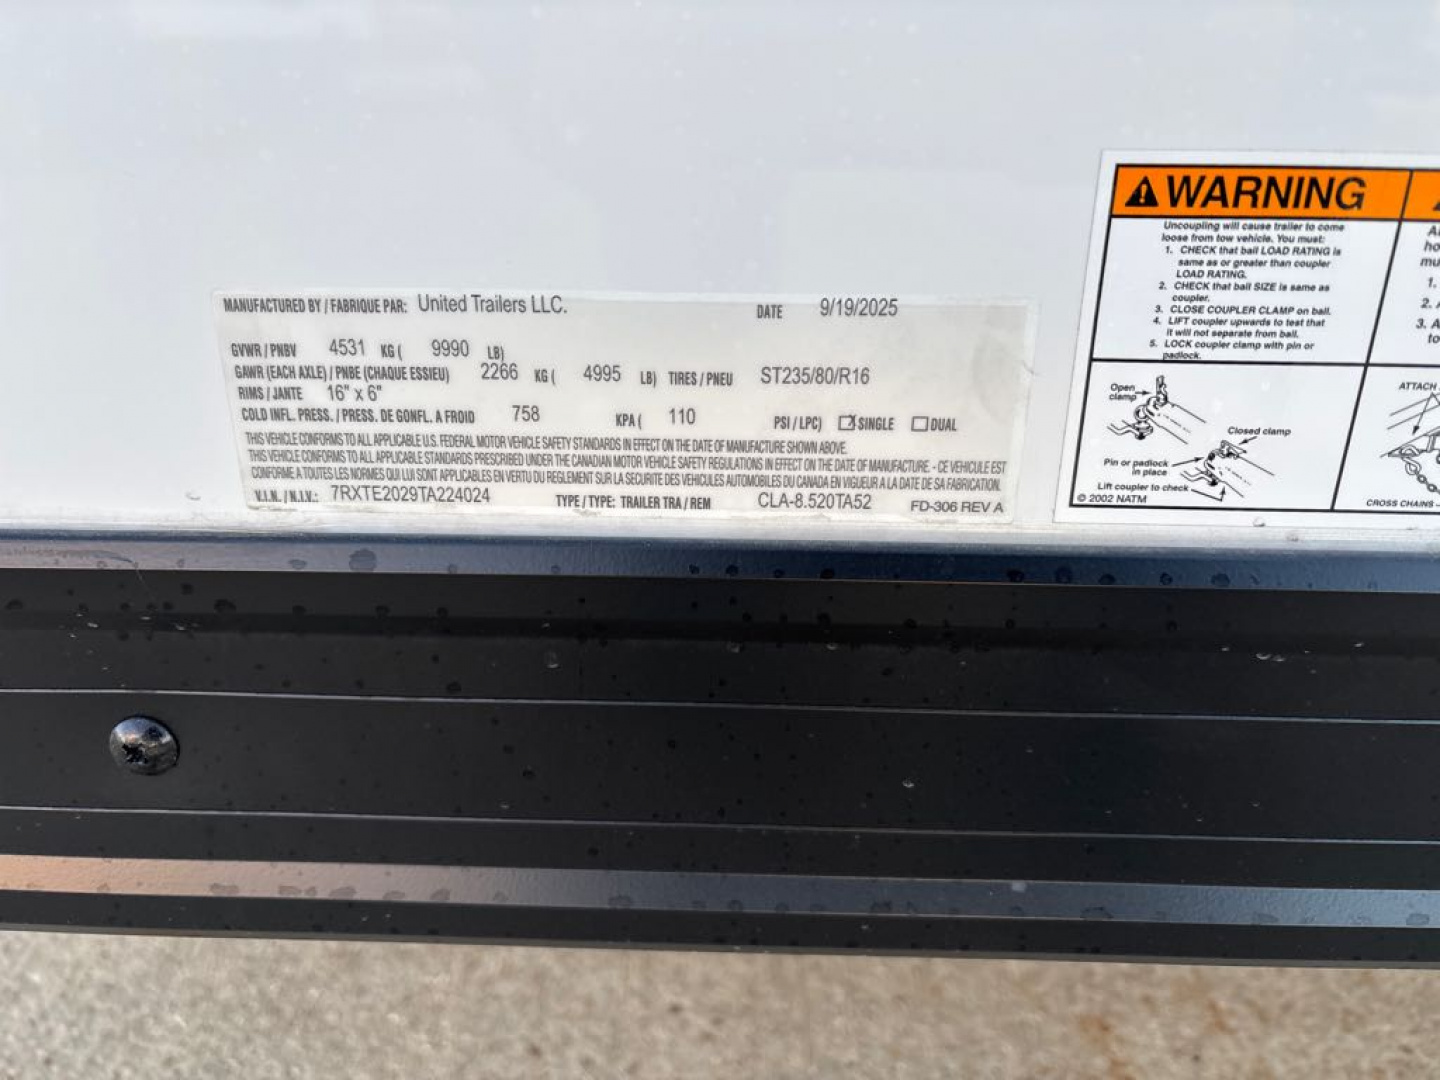 MANUFACTURED BY / FABRIQUE PAR: United Trailers LLC. DATE 9/19/2025
GVWR / PNBV 4531 KG ( 9990 LB)
GAWR (EACH AXLE) / PNBE (CHAQUE ESSIEU) 2266 KG ( 4995 LB) TIRES / PNEU ST235/80/R16
RIMS / JANTE 16" x 6"
COLD INFL. PRESS. / PRESS. DE GONFL. A FROID 758 KPA ( 110 PSI / LPC) SINGLE DUAL
THIS VEHICLE CONFORMS TO ALL APPLICABLE U.S. FEDERAL MOTOR VEHICLE SAFETY STANDARDS IN EFFECT ON THE DATE OF MANUFACTURE SHOWN ABOVE.
THIS VEHICLE CONFORMS TO ALL APPLICABLE STANDARDS PRESCRIBED UNDER THE CANADIAN MOTOR VEHICLE SAFETY REGULATIONS IN EFFECT ON THE DATE OF MANUFACTURE. - CE VEHICULE EST
CONFORME A TOUTES LES NORMES QUI LUI SONT APPLICABLES EN VERTU DU REGLEMENT SUR LA SECURITE DES VEHICULES AUTOMOBILES DU CANADA EN VIGUEUR A LA DATE DE SA FABRICATION.
V.I.N. / N.I.V.: 7RXTE2029TA224024 TYPE / TYPE: TRAILER TRA / REM CLA-8.520TA52 FD-306 REV A
WARNING
Uncoupling will cause trailer to come
loose from tow vehicle. You must:
1. CHECK that ball LOAD RATING is
same as or greater than coupler
LOAD RATING.
2. CHECK that ball SIZE is same as
coupler.
3. CLOSE COUPLER CLAMP on ball.
4. LIFT coupler upwards to test that
it will not separate from ball.
5. LOCK coupler clamp with pin or
padlock.
Open
clamp
Closed clamp
Pin or padlock
in place
Lift coupler to check
© 2002 NATM
1.
2.
3. A
to
ATTACH
CROSS CHAINS –